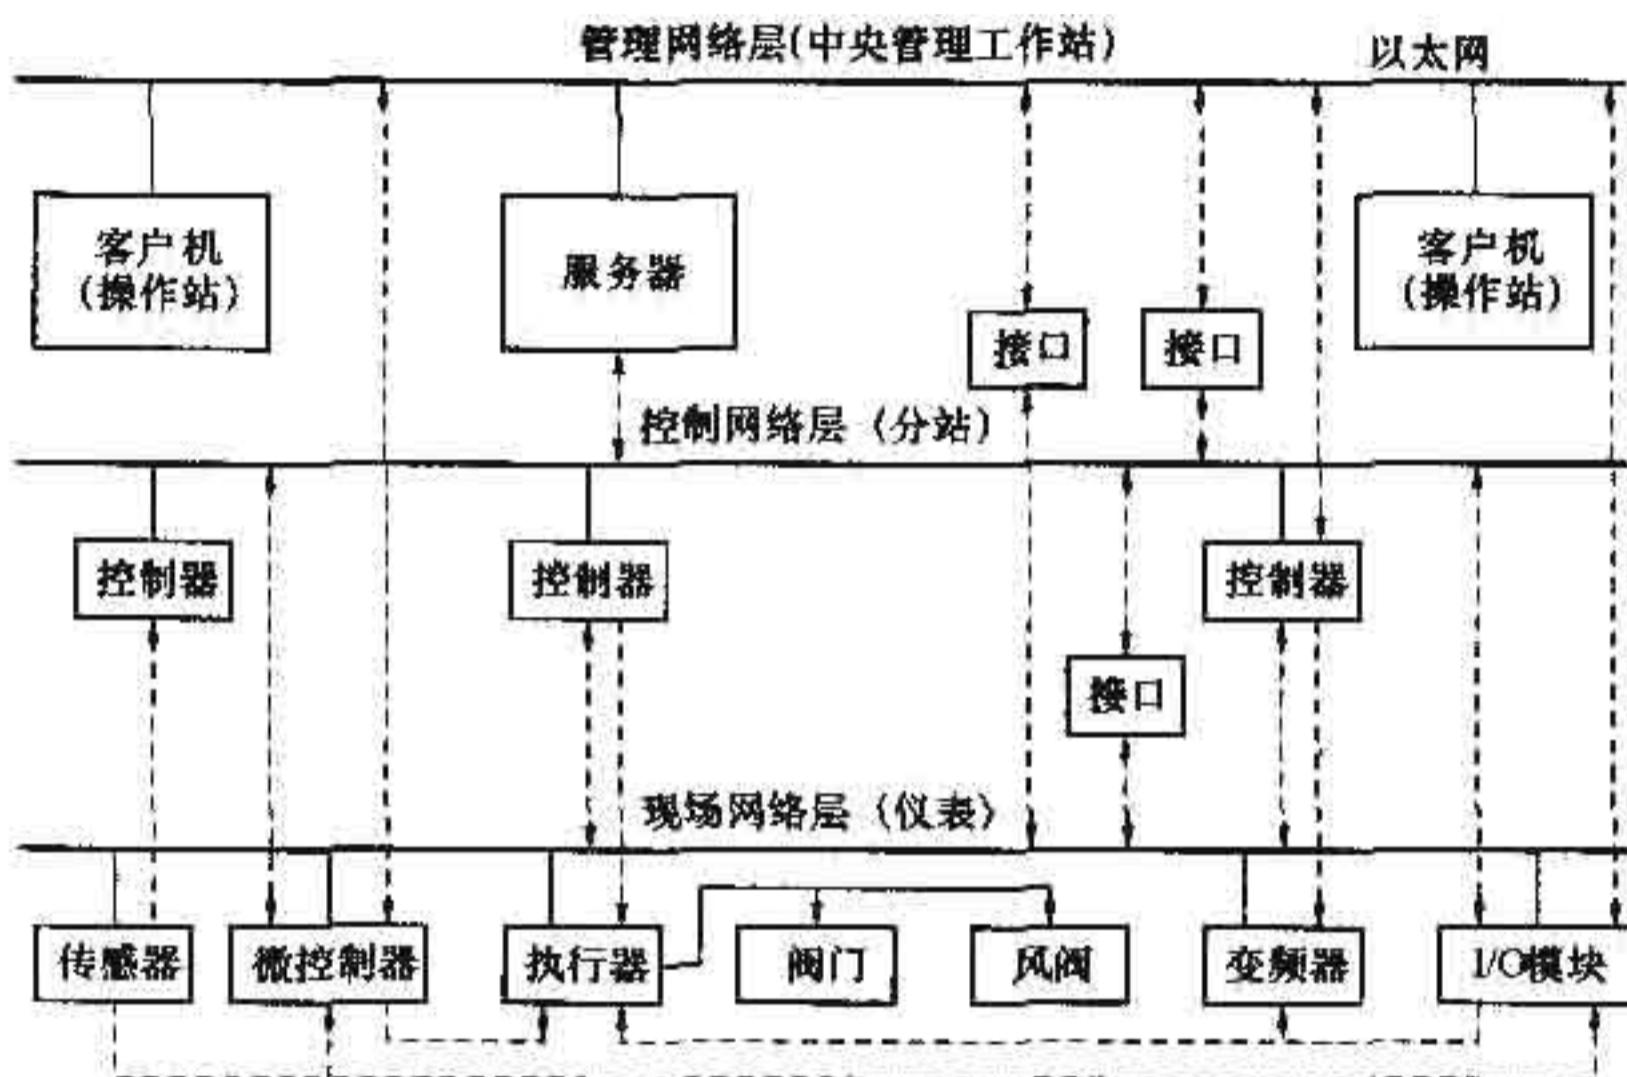 管理网络层(中央管理工作站)
以太网
客户机
(操作站)
服务器
客户机
(操作站)
接口
接口
控制网络层(分站)
控制器
控制器
控制器
接口
现场网络层(仪表)
传感器
微控制器
执行器
阀门
风阀
变频器
I/O模块